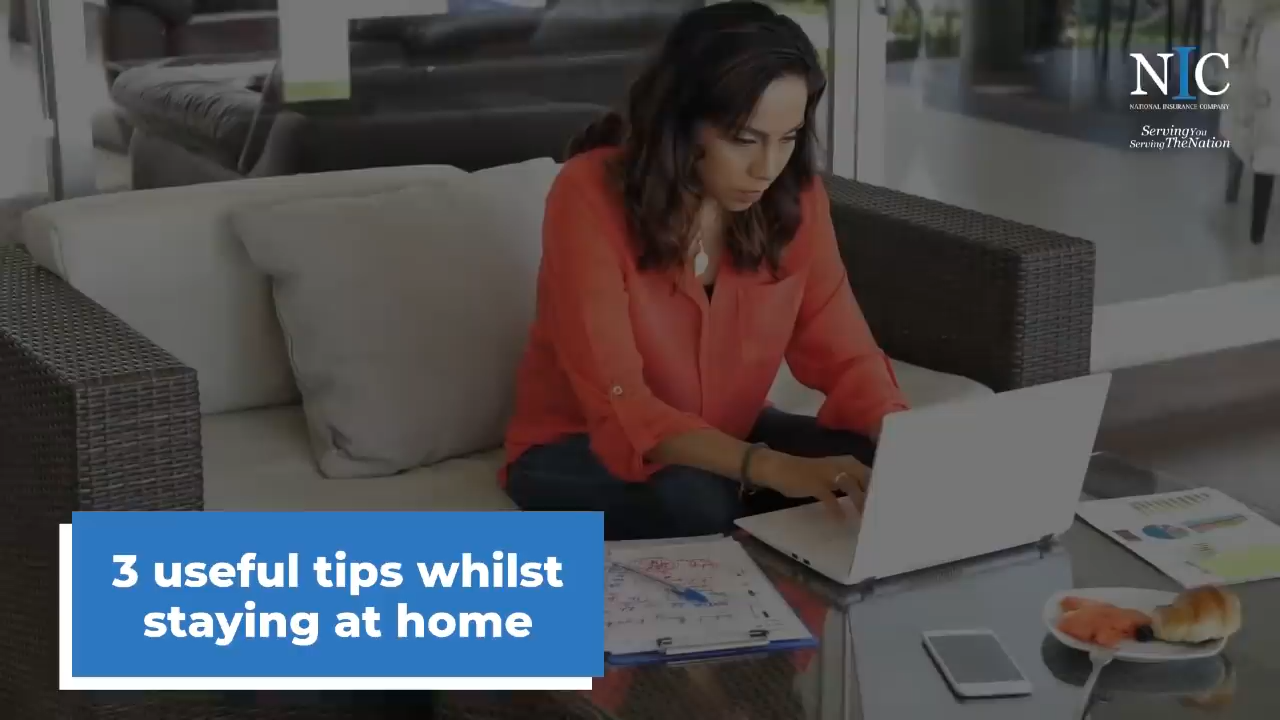 NIC
NATIONAL INSURANCE COMPANY
ServingYou
ServingTheNation
3 useful tips whilst
staying at home